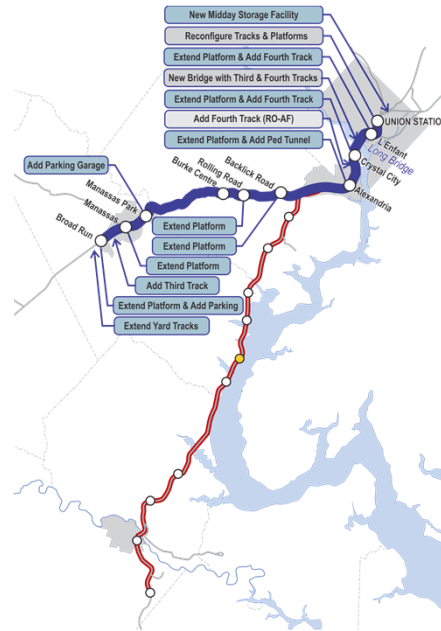 New Midday Storage Facility
Reconfigure Tracks & Platforms
Extend Platform & Add Fourth Track
New Bridge with Third & Fourth Tracks
Extend Platform & Add Fourth Track
Add Fourth Track (RO-AF)
Extend Platform & Add Ped Tunnel
UNION STATION
L'Enfant
Long Bridge
Crystal City
Alexandria
Backlick Road
Rolling Road
Burke Centre
Add Parking Garage
Manassas Park
Manassas
Broad Run
Extend Platform
Extend Platform
Extend Platform
Add Third Track
Extend Platform & Add Parking
Extend Yard Tracks